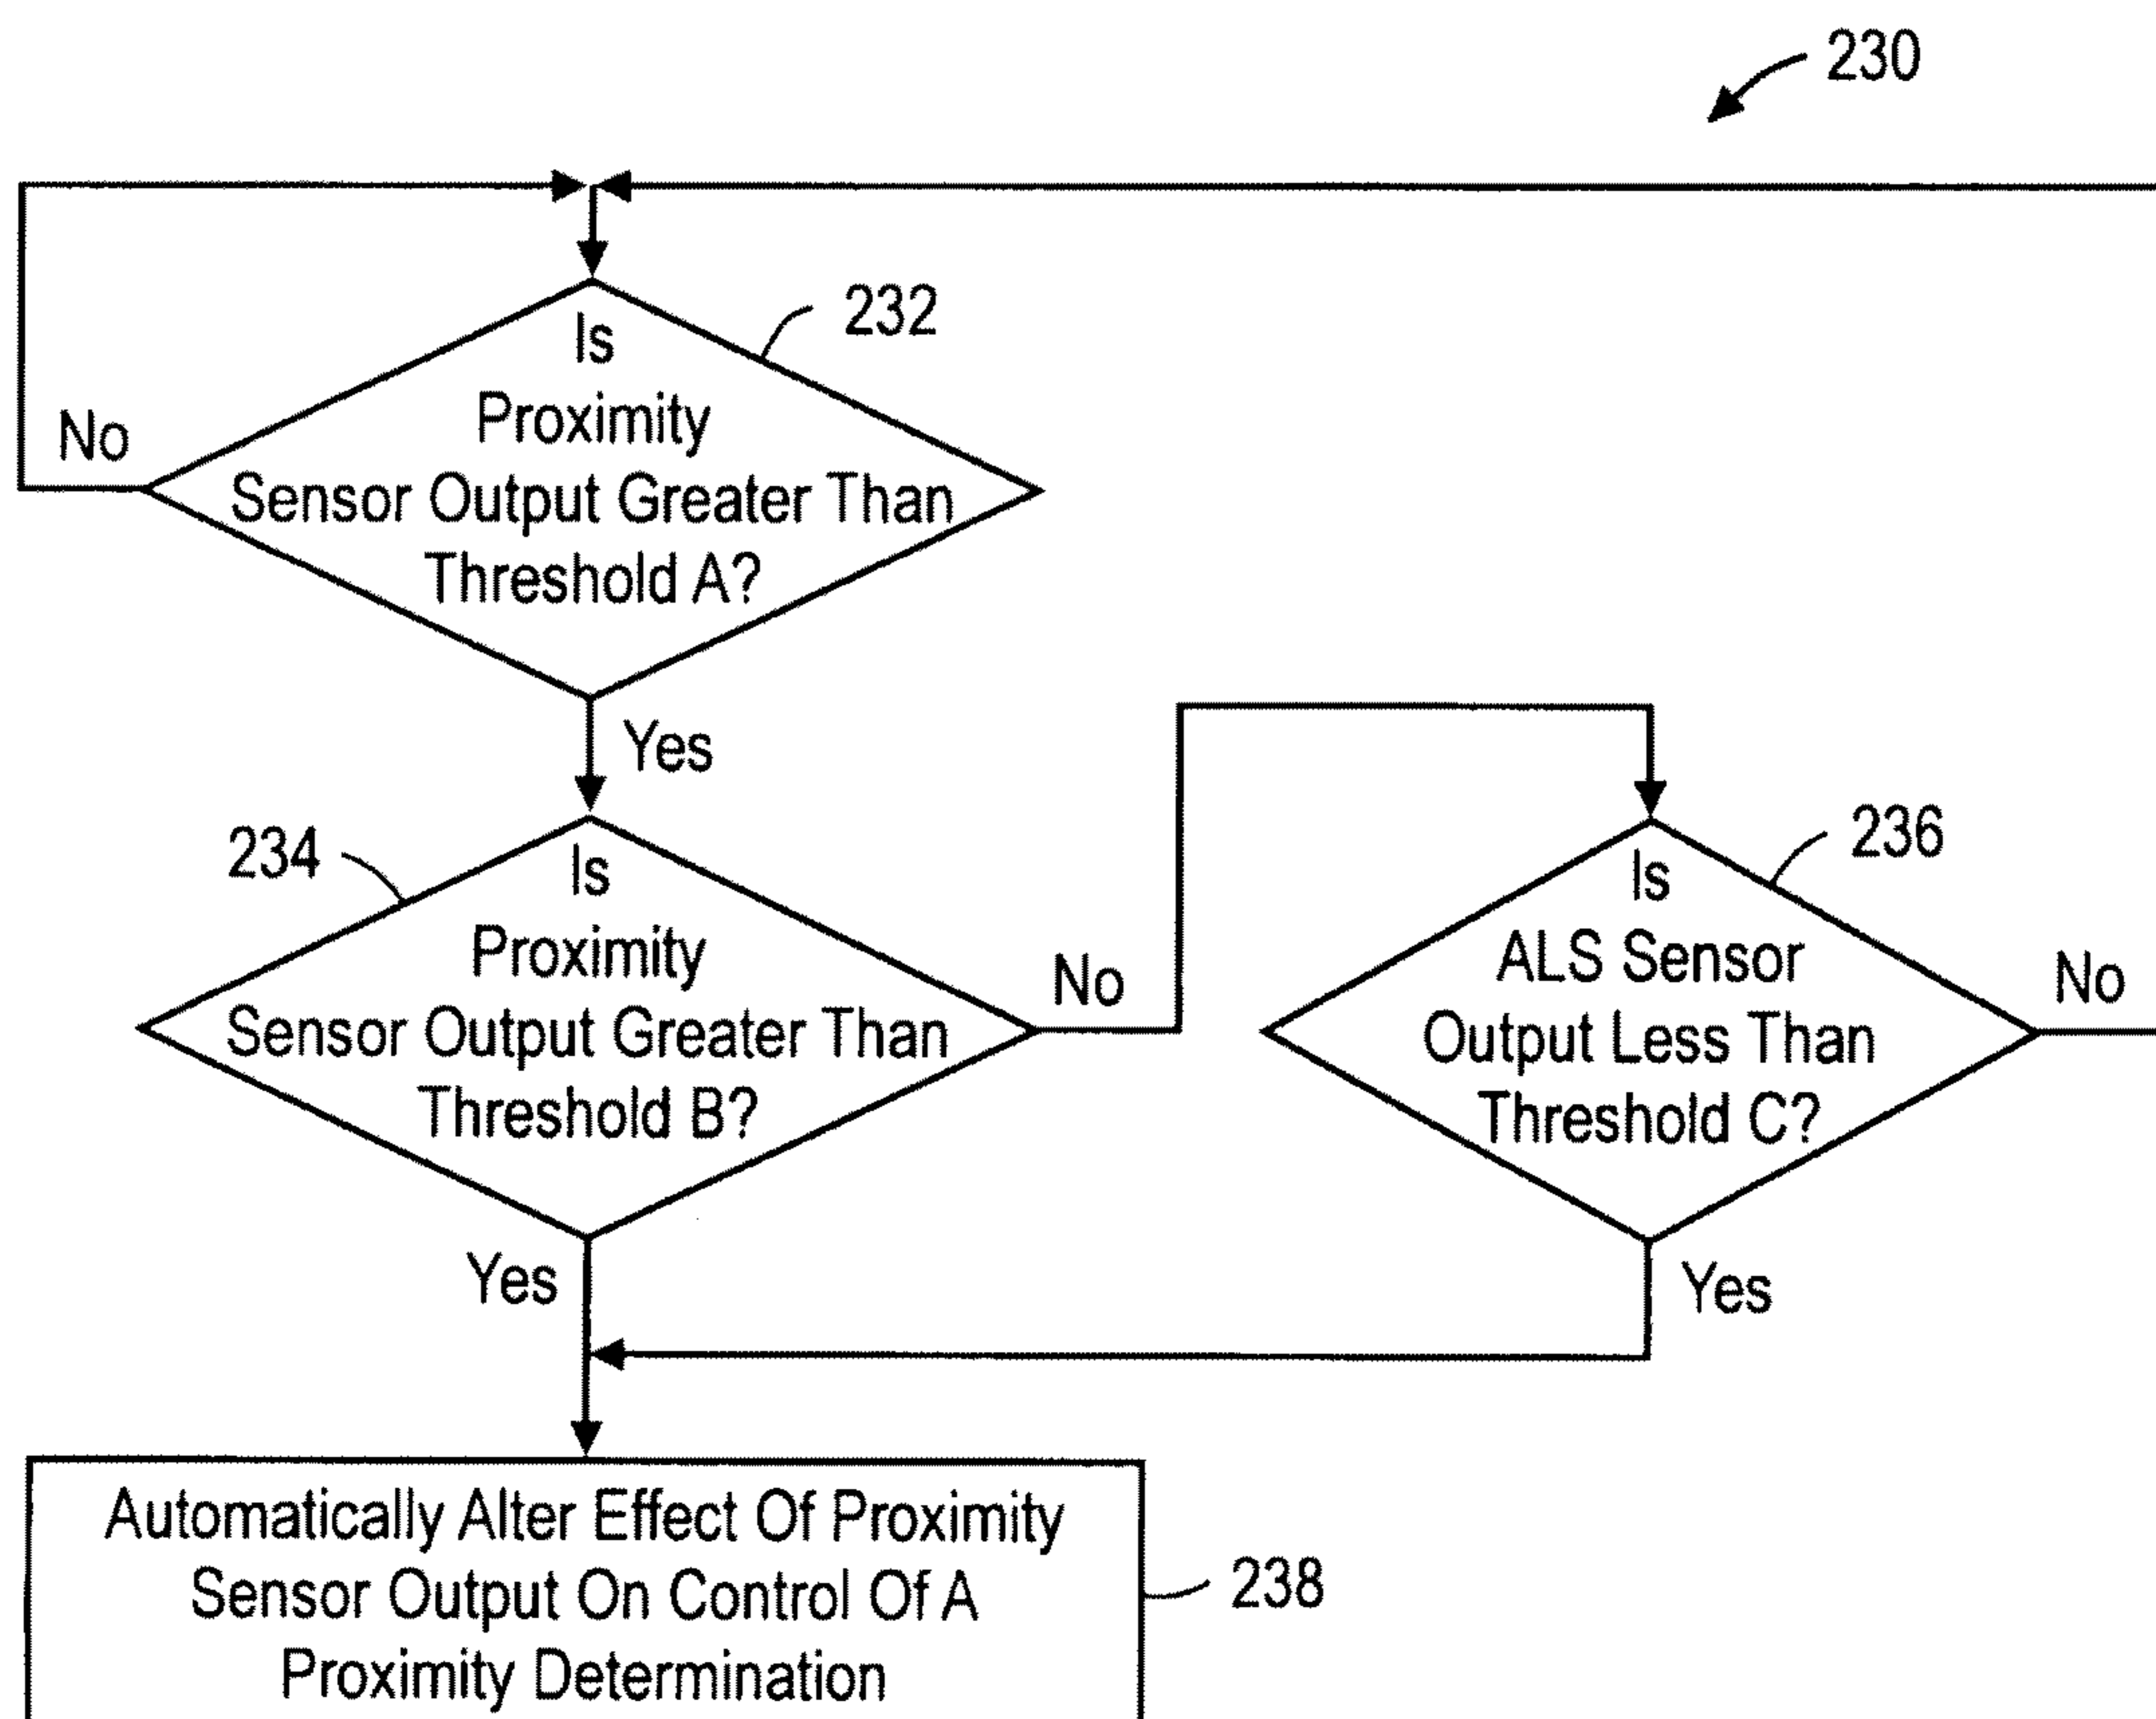 230
232
Is
Proximity
Sensor Output Greater Than
Threshold A?
No
Yes
234
Is
Proximity
Sensor Output Greater Than
Threshold B?
No
Yes
236
Is
ALS Sensor
Output Less Than
Threshold C?
No
Yes
Automatically Alter Effect Of Proximity
Sensor Output On Control Of A
Proximity Determination
238